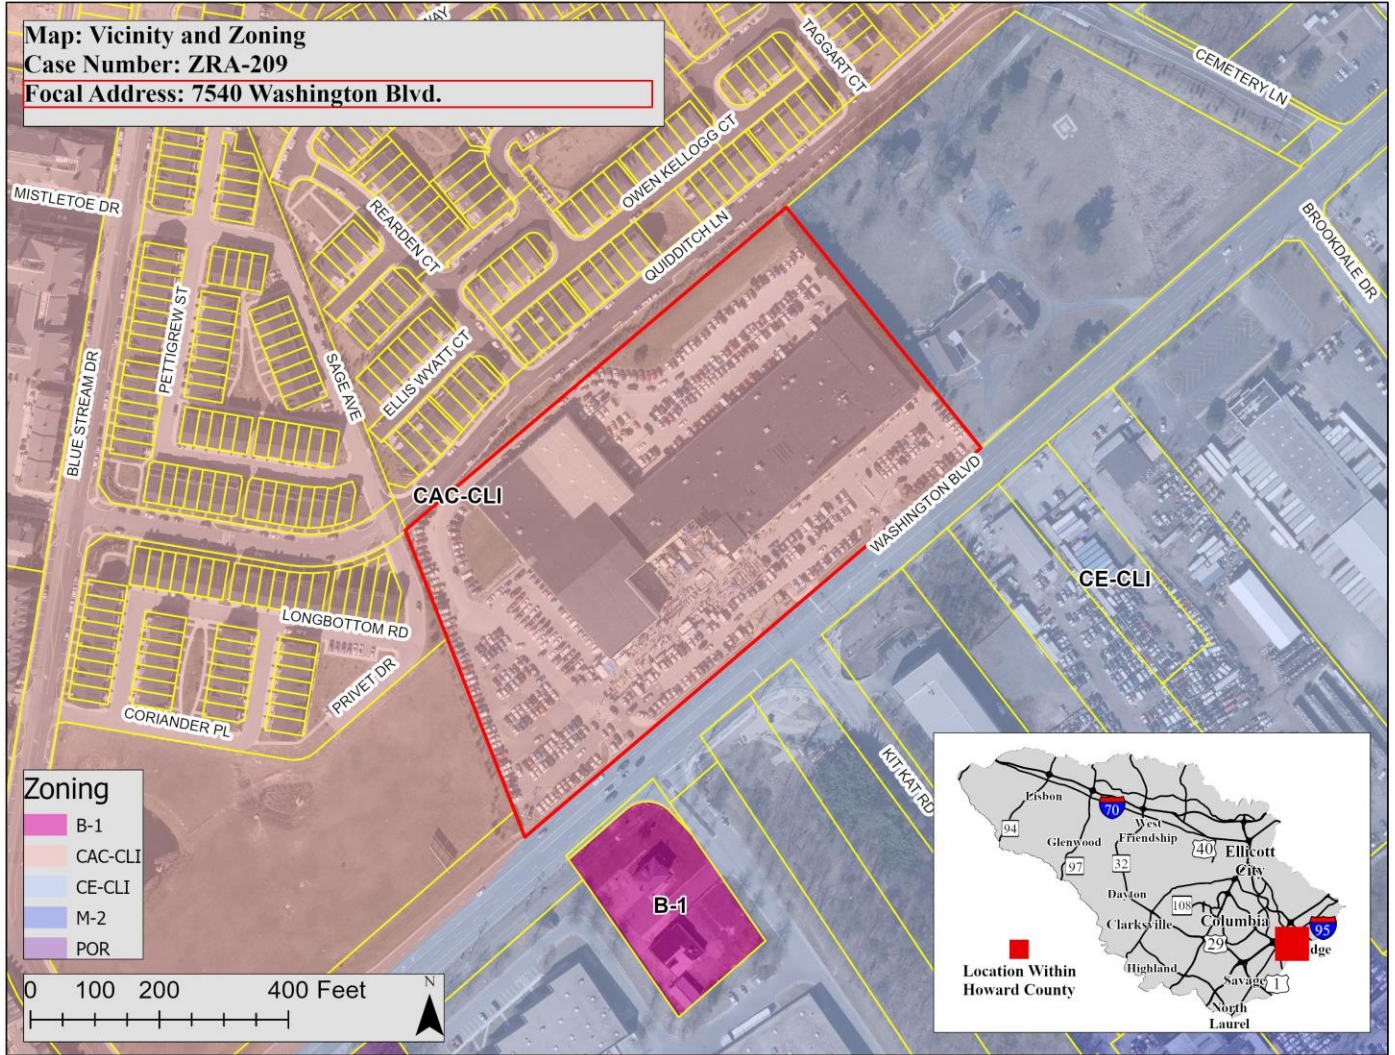 Map: Vicinity and Zoning
Case Number: ZRA-209
Focal Address: 7540 Washington Blvd.
WAY
TAGGART CT
CEMETERY LN
MISTLETOE DR
OWEN KELLOGG CT
REARDEN CT
QUIDDITCH LN
BROOKDALE DR
PETTIGREW ST
ELLIS WYATT CT
SAGE AVE
BLUE STREAM DR
CAC-CLI
WASHINGTON BLVD
CE-CLI
LONGBOTTOM RD
PRIVET DR
CORIANDER PL
KIT KAT RD
B-1
Zoning
B-1
CAC-CLI
CE-CLI
M-2
POR
0 100 200 400 Feet
N
Lisbon
70
94
Glenwood
West
Friendship
40
Ellicott
City
97
32
Dayton
108
Columbia
Clarksville
29
95
dge
Location Within
Howard County
Highland
Savage
1
North
Laurel